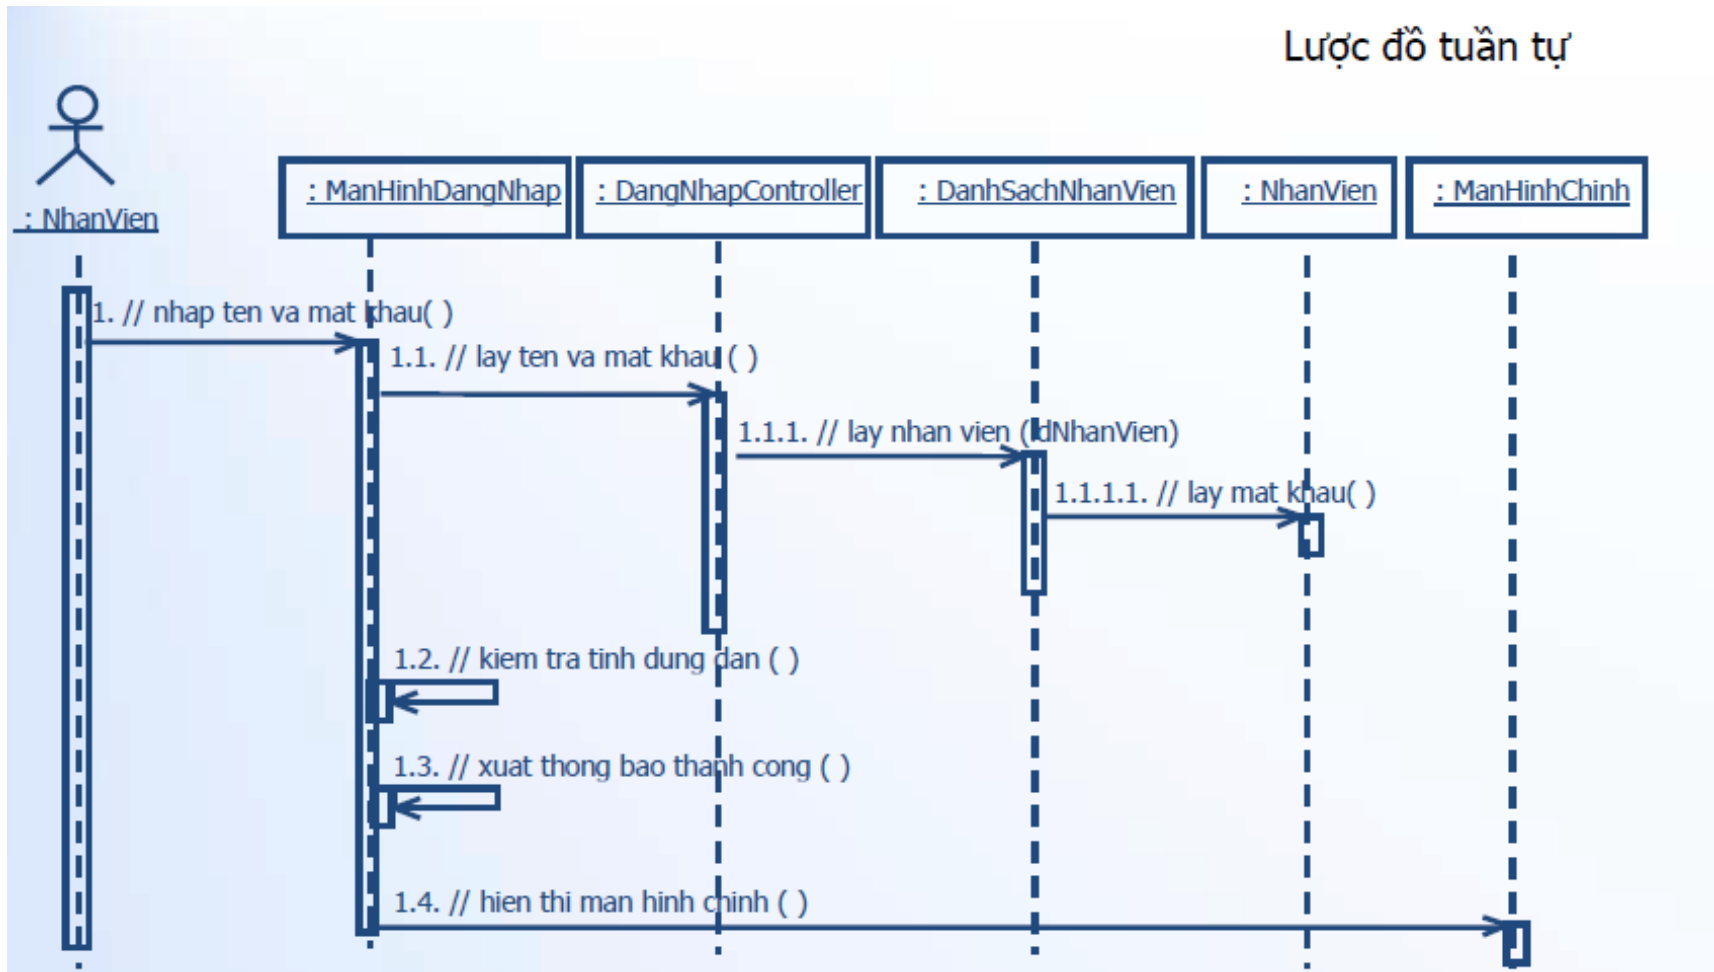 Lược đồ tuần tự
: NhanVien
: ManHinhDangNhap
: DangNhapController
: DanhSachNhanVien
: NhanVien
: ManHinhChinh
1. // nhap ten va mat khau( )
1.1. // lay ten va mat khau ( )
1.1.1. // lay nhan vien (idNhanVien)
1.1.1.1. // lay mat khau( )
1.2. // kiem tra tinh dung dan ( )
1.3. // xuat thong bao thanh cong ( )
1.4. // hien thi man hinh chinh ( )